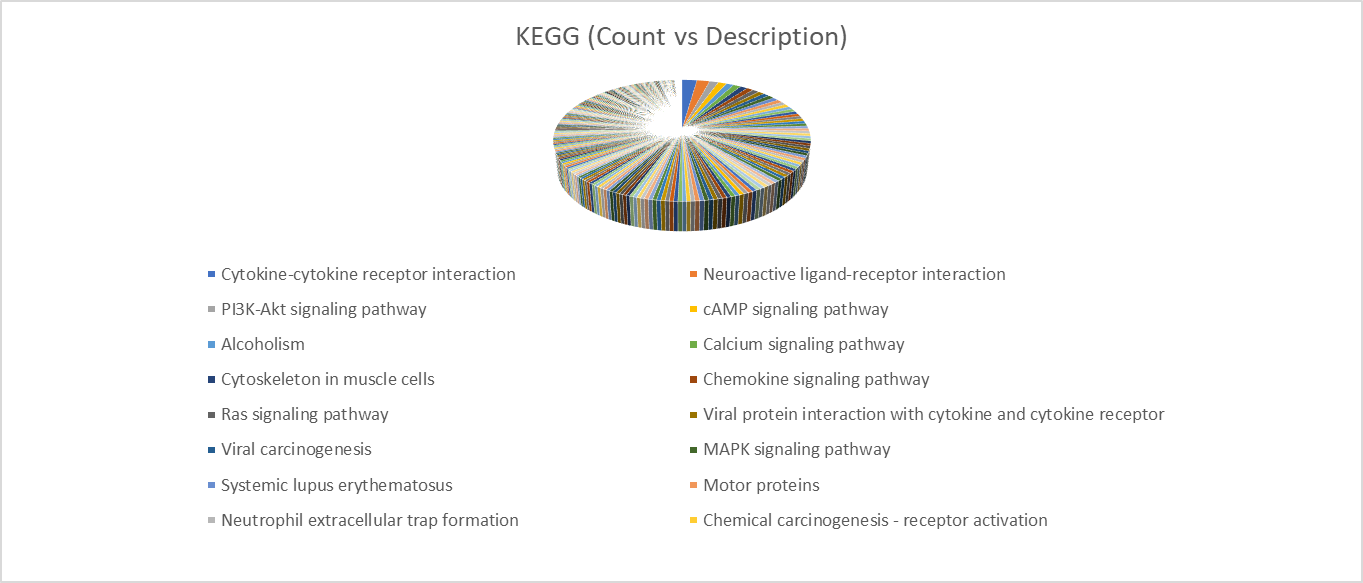 KEGG (Count vs Description)
Cytokine-cytokine receptor interaction
Neuroactive ligand-receptor interaction
PI3K-Akt signaling pathway
cAMP signaling pathway
Alcoholism
Calcium signaling pathway
Cytoskeleton in muscle cells
Chemokine signaling pathway
Ras signaling pathway
Viral protein interaction with cytokine and cytokine receptor
Viral carcinogenesis
MAPK signaling pathway
Systemic lupus erythematosus
Motor proteins
Neutrophil extracellular trap formation
Chemical carcinogenesis - receptor activation